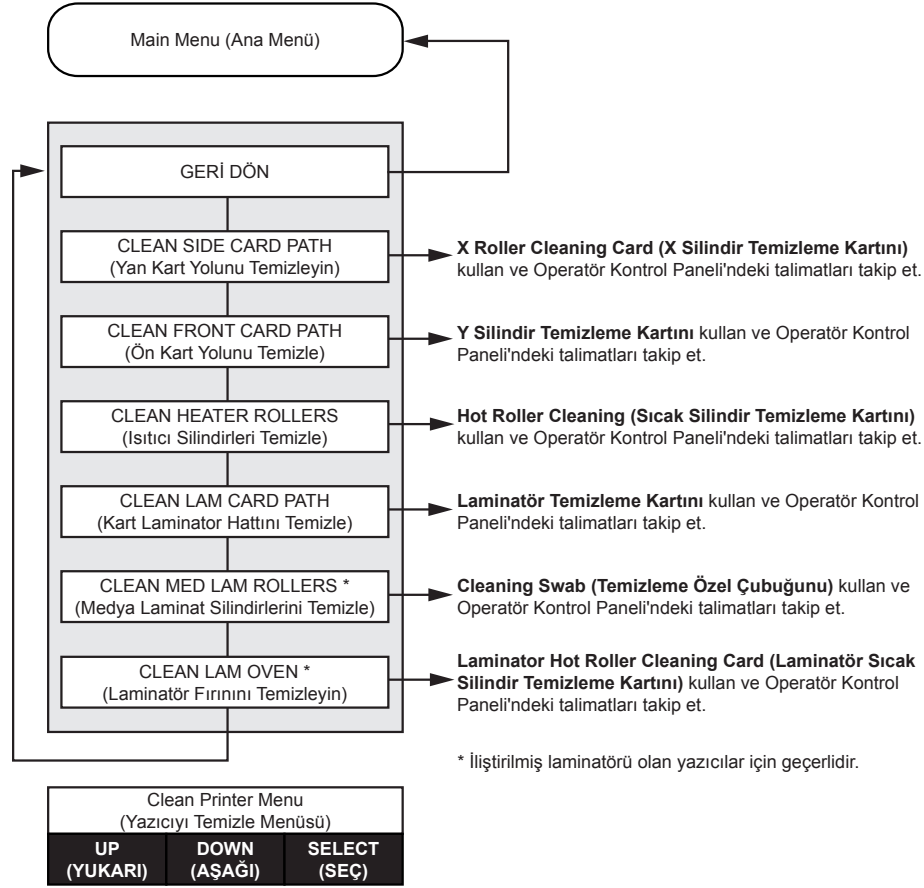 Main Menu (Ana Menü)
GERİ DÖN
CLEAN SIDE CARD PATH
(Yan Kart Yolunu Temizleyin)
X Roller Cleaning Card (X Silindir Temizleme Kartını)
kullan ve Operatör Kontrol Paneli'ndeki talimatları takip et.
CLEAN FRONT CARD PATH
(Ön Kart Yolunu Temizle)
Y Silindir Temizleme Kartını kullan ve Operatör Kontrol
Paneli'ndeki talimatları takip et.
CLEAN HEATER ROLLERS
(Isıtıcı Silindirleri Temizle)
Hot Roller Cleaning (Sıcak Silindir Temizleme Kartını)
kullan ve Operatör Kontrol Paneli'ndeki talimatları takip et.
CLEAN LAM CARD PATH
(Kart Laminator Hattını Temizle)
Laminatör Temizleme Kartını kullan ve Operatör Kontrol
Paneli'ndeki talimatları takip et.
CLEAN MED LAM ROLLERS *
(Medya Laminat Silindirlerini Temizle)
Cleaning Swab (Temizleme Özel Çubuğunu) kullan ve
Operatör Kontrol Paneli'ndeki talimatları takip et.
CLEAN LAM OVEN *
(Laminatör Fırınını Temizleyin)
Laminator Hot Roller Cleaning Card (Laminatör Sıcak
Silindir Temizleme Kartını) kullan ve Operatör Kontrol
Paneli'ndeki talimatları takip et.
* İliştirilmiş laminatörü olan yazıcılar için geçerlidir.
Clean Printer Menu
(Yazıcıyı Temizle Menüsü)
UP DOWN SELECT
(YUKARI) (AŞAĞI) (SEÇ)